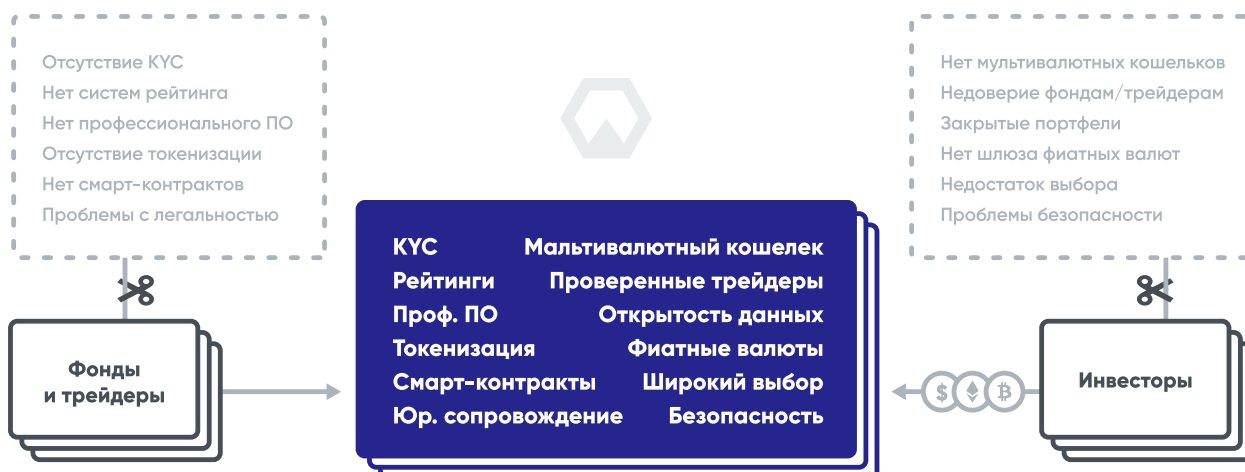 Отсутствие KYC
Нет систем рейтинга
Нет профессионального ПО
Отсутствие токенизации
Нет смарт-контрактов
Проблемы с легальностью
Фонды
и трейдеры
KYC Мальтивалютный кошелек
Рейтинги Проверенные трейдеры
Проф. ПО Открытость данных
Токенизация Фиатные валюты
Смарт-контракты Широкий выбор
Юр. сопровождение Безопасность
Нет мультивалютных кошельков
Недоверие фондам/трейдерам
Закрытые портфели
Нет шлюза фиатных валют
Недостаток выбора
Проблемы безопасности
$
Инвесторы